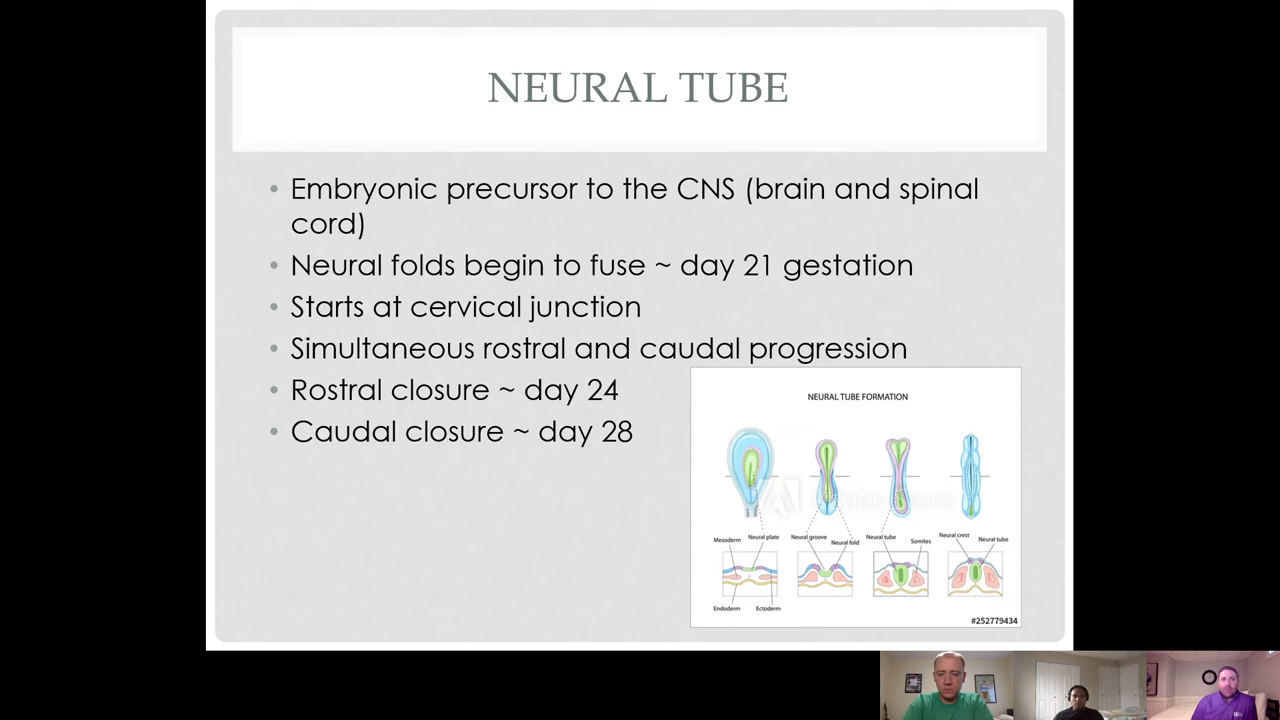 NEURAL TUBE
• Embryonic precursor to the CNS (brain and spinal
cord)
• Neural folds begin to fuse ~ day 21 gestation
• Starts at cervical junction
• Simultaneous rostral and caudal progression
• Rostral closure ~ day 24
• Caudal closure ~ day 28
NEURAL TUBE FORMATION
Mesoderm Neural plate Neural groove Neural fold Neural tube Somites Neural crest Neural tube
Endoderm Ectoderm
#252779434